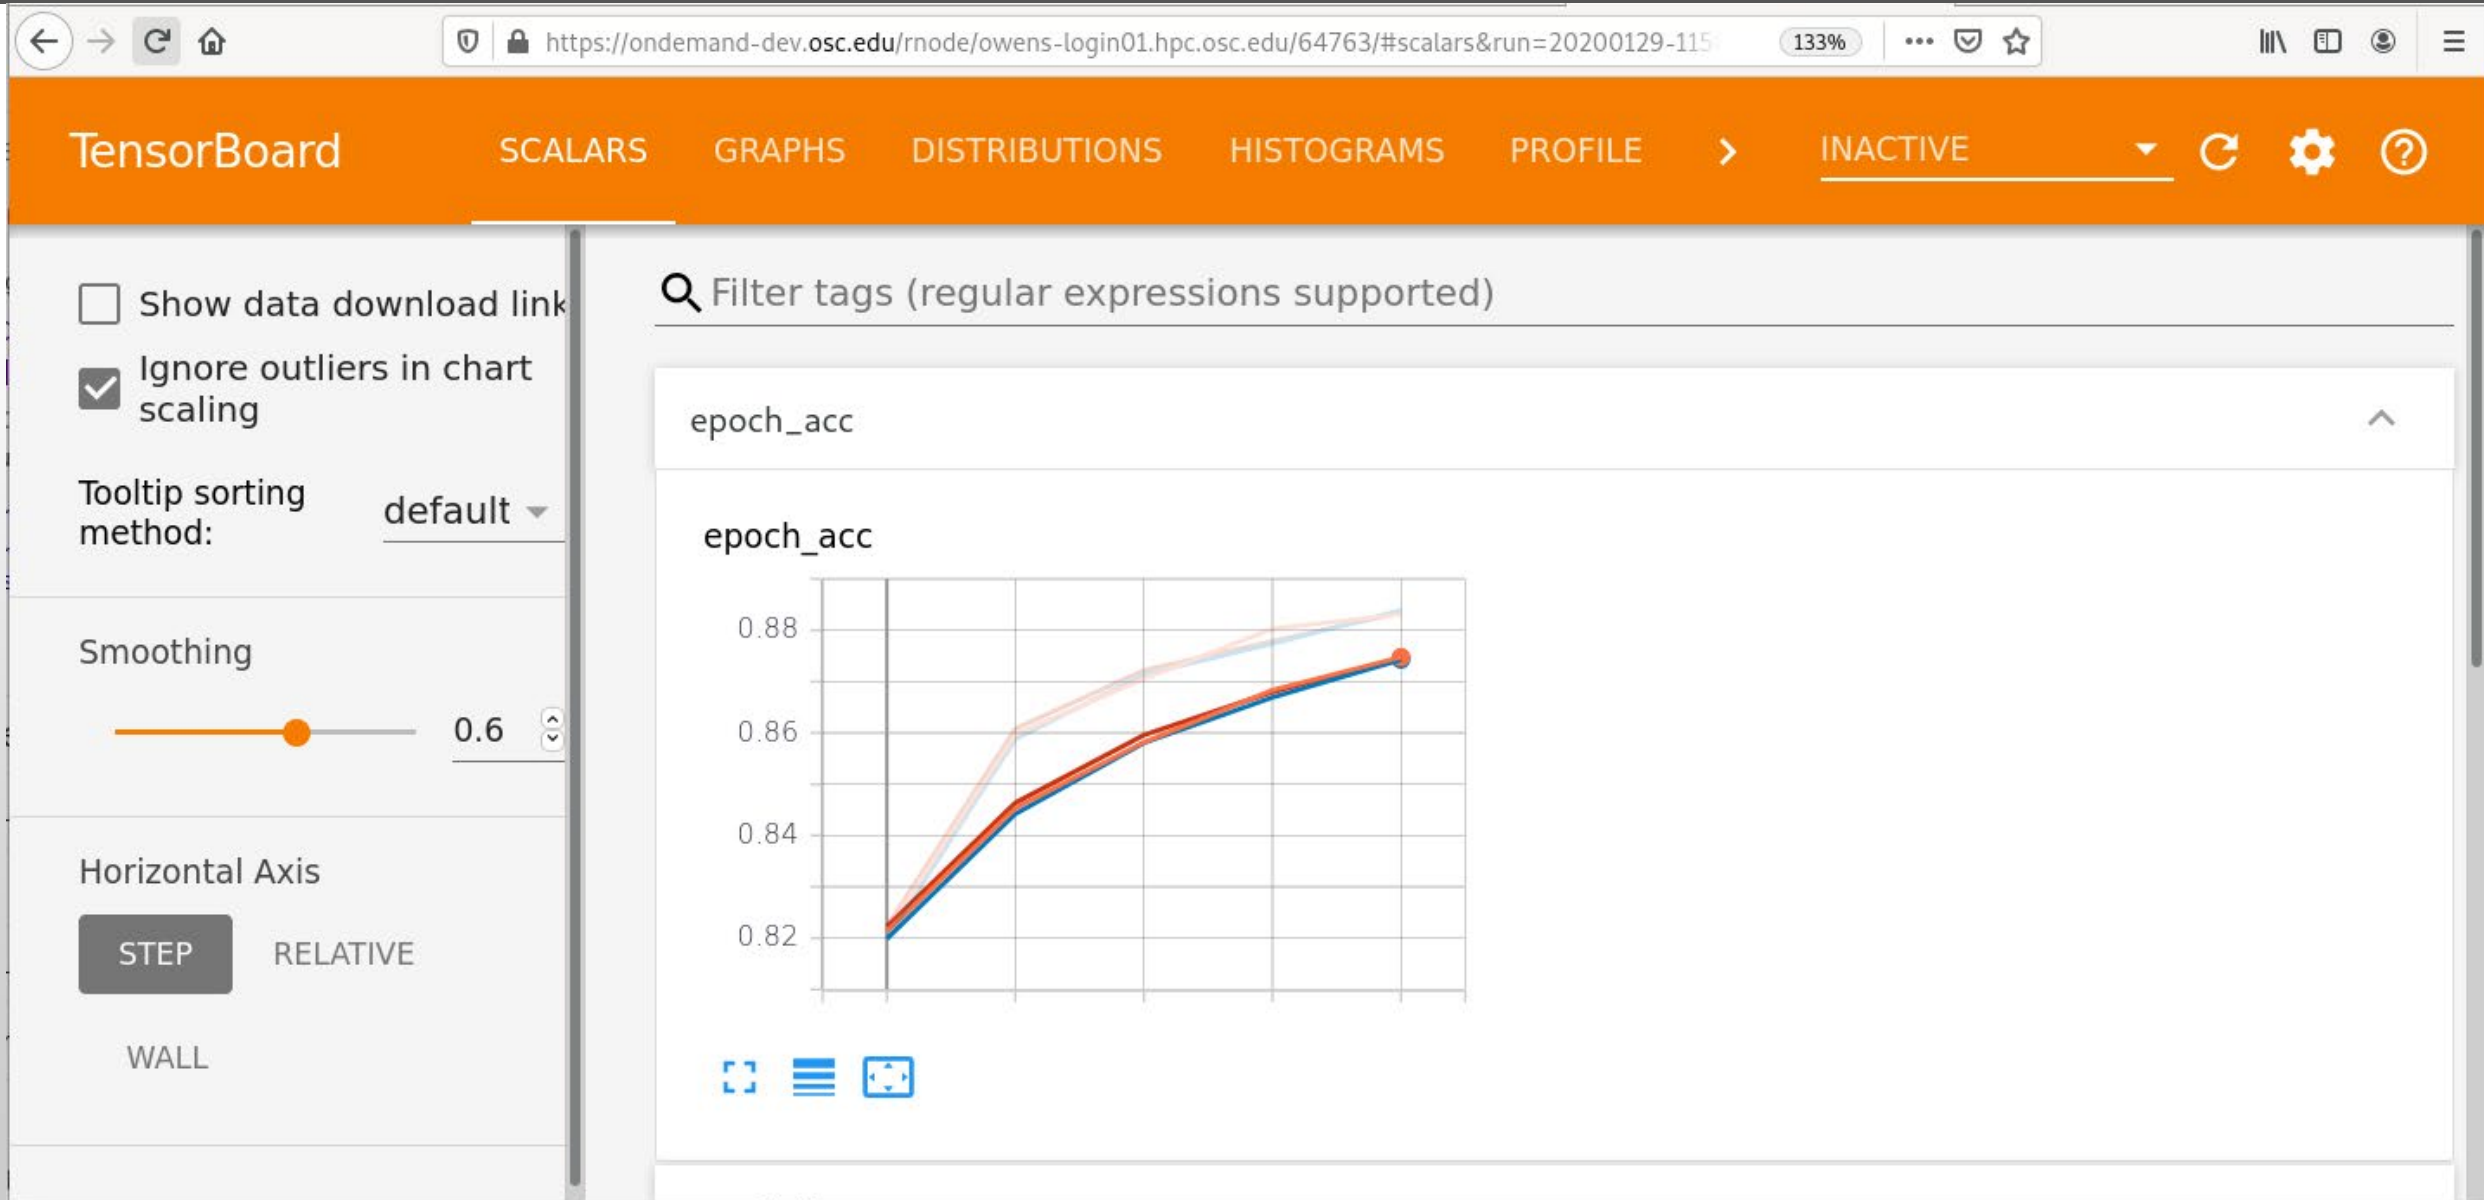 https://ondemand-dev.osc.edu/rnode/owens-login01.hpc.osc.edu/64763/#scalars&run=20200129-115
133%
TensorBoard
SCALARS
GRAPHS
DISTRIBUTIONS
HISTOGRAMS
PROFILE
INACTIVE
Show data download link
Ignore outliers in chart
scaling
Tooltip sorting
method:
default
Smoothing
0.6
Horizontal Axis
STEP
RELATIVE
WALL
Filter tags (regular expressions supported)
epoch_acc
epoch_acc
0.88
0.86
0.84
0.82